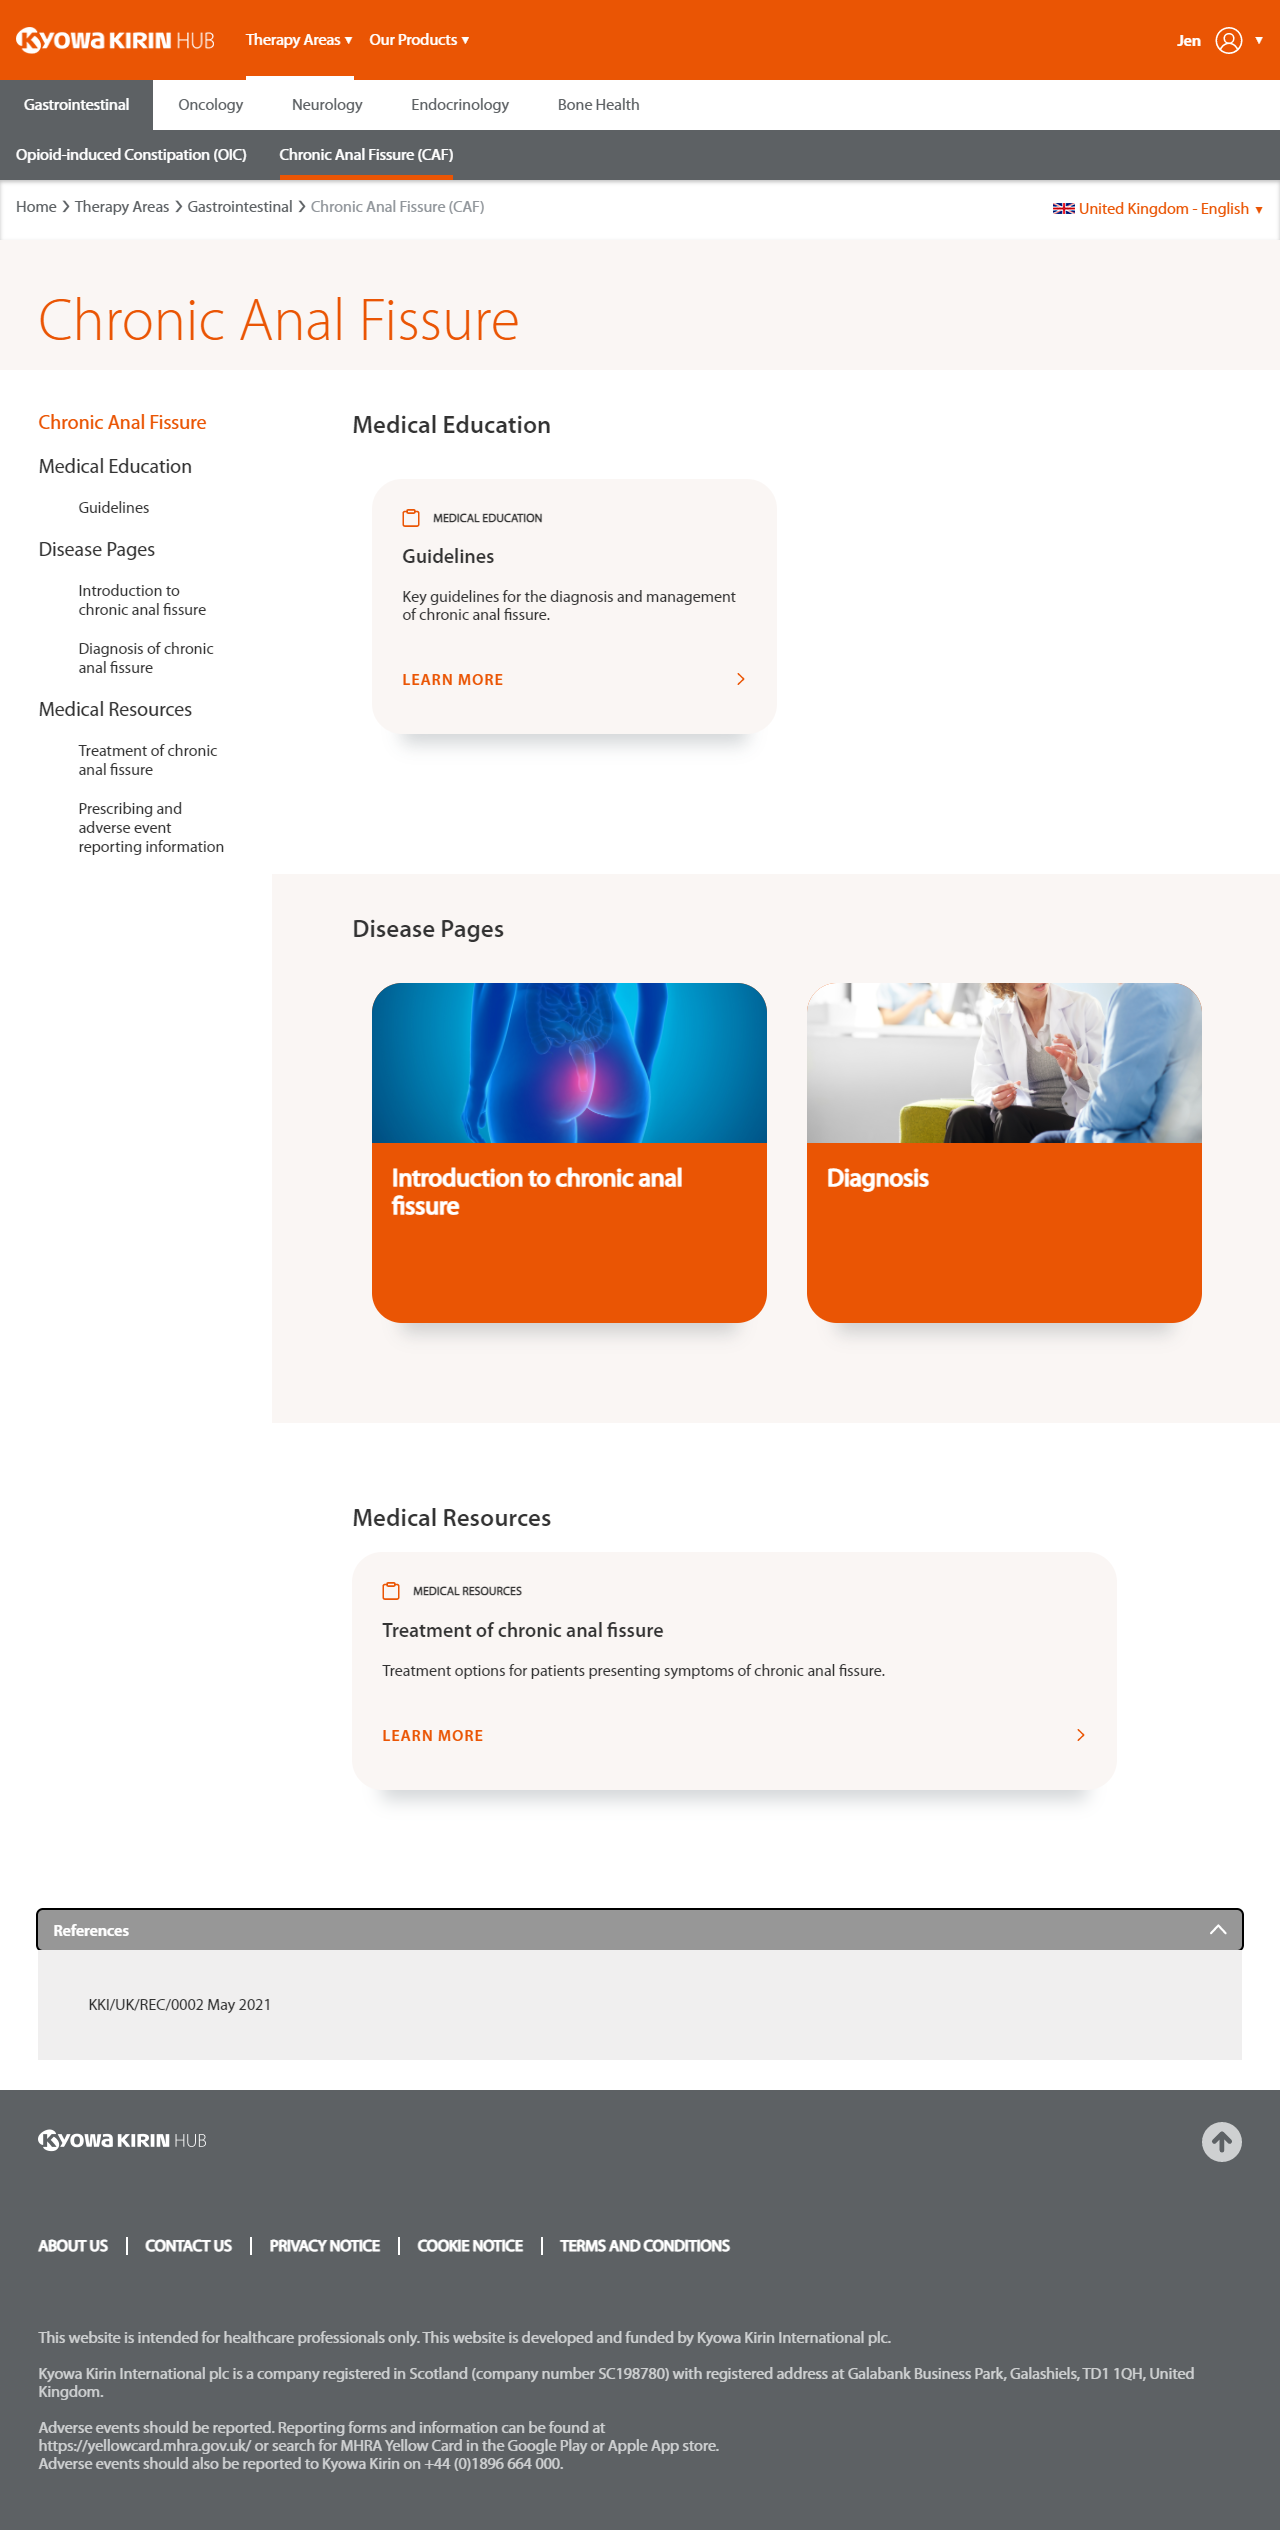 KYOWA KIRIN HUB
Therapy Areas ▼
Our Products ▼
Jen ▼
Gastrointestinal
Oncology
Neurology
Endocrinology
Bone Health
Opioid-induced Constipation (OIC)
Chronic Anal Fissure (CAF)
Home > Therapy Areas > Gastrointestinal > Chronic Anal Fissure (CAF)
United Kingdom - English ▼
Chronic Anal Fissure
Chronic Anal Fissure
Medical Education
Guidelines
Disease Pages
Introduction to
chronic anal fissure
Diagnosis of chronic
anal fissure
Medical Resources
Treatment of chronic
anal fissure
Prescribing and
adverse event
reporting information
Medical Education
MEDICAL EDUCATION
Guidelines
Key guidelines for the diagnosis and management
of chronic anal fissure.
LEARN MORE
Disease Pages
Introduction to chronic anal
fissure
Diagnosis
Medical Resources
MEDICAL RESOURCES
Treatment of chronic anal fissure
Treatment options for patients presenting symptoms of chronic anal fissure.
LEARN MORE
References
KKI/UK/REC/0002 May 2021
KYOWA KIRIN HUB
ABOUT US | CONTACT US | PRIVACY NOTICE | COOKIE NOTICE | TERMS AND CONDITIONS
This website is intended for healthcare professionals only. This website is developed and funded by Kyowa Kirin International plc.
Kyowa Kirin International plc is a company registered in Scotland (company number SC198780) with registered address at Galabank Business Park, Galashiels, TD1 1QH, United
Kingdom.
Adverse events should be reported. Reporting forms and information can be found at
https://yellowcard.mhra.gov.uk/ or search for MHRA Yellow Card in the Google Play or Apple App store.
Adverse events should also be reported to Kyowa Kirin on +44 (0)1896 664 000.